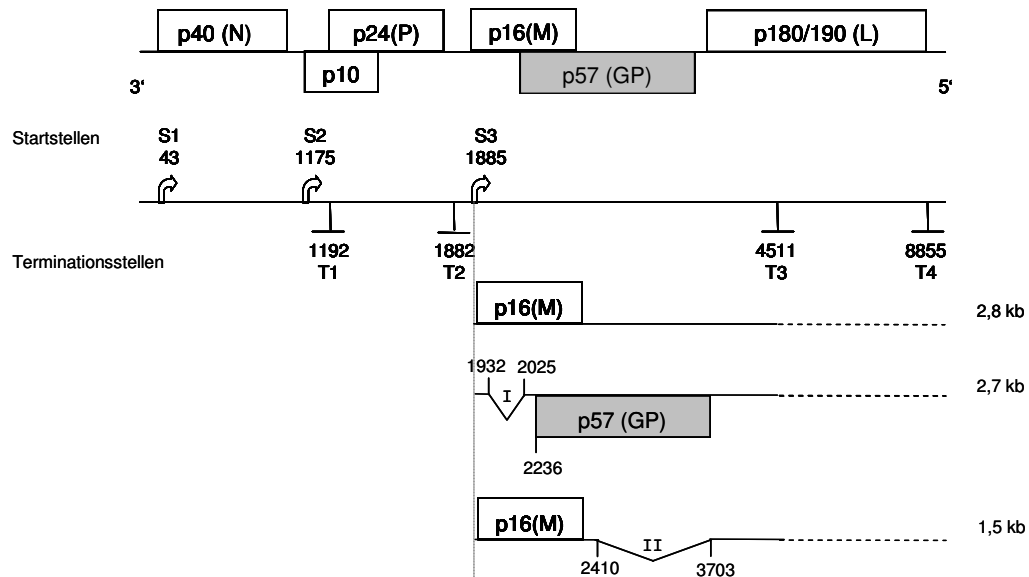 p40 (N) p24(P) p16(M) p180/190 (L)
p10 p57 (GP)
3' 5'
Startstellen
S1 S2 S3
43 1175 1885
1192 1882 4511 8855
Terminationsstellen
T1 T2 T3 T4
p16(M) 2,8 kb
1932 2025 2,7 kb
I
p57 (GP)
2236
p16(M) 1,5 kb
II
2410 3703